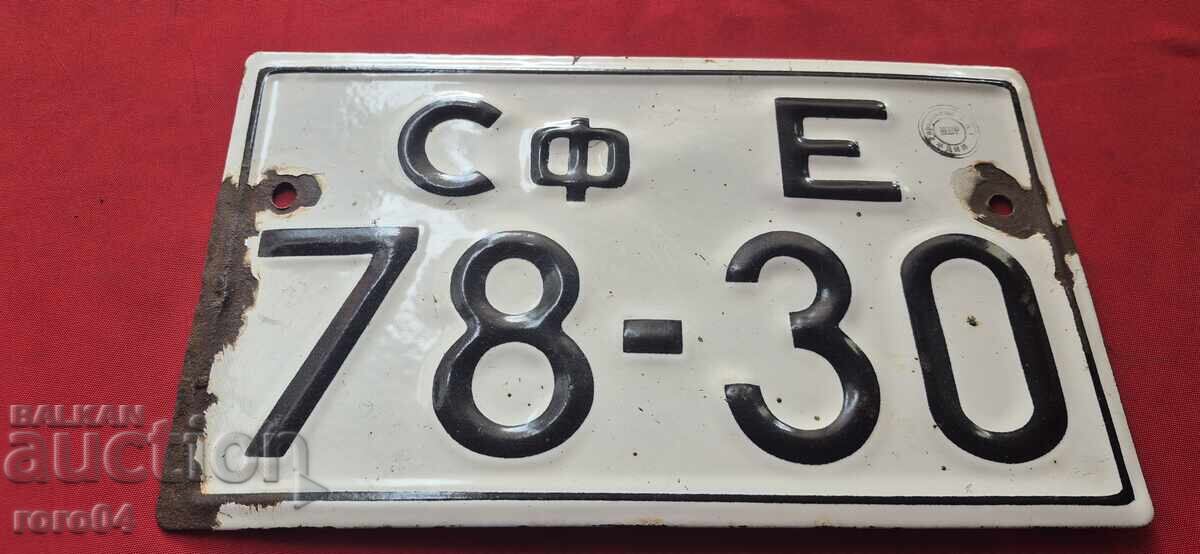 Сф Е
78-30
BALKAN
auction
roro04